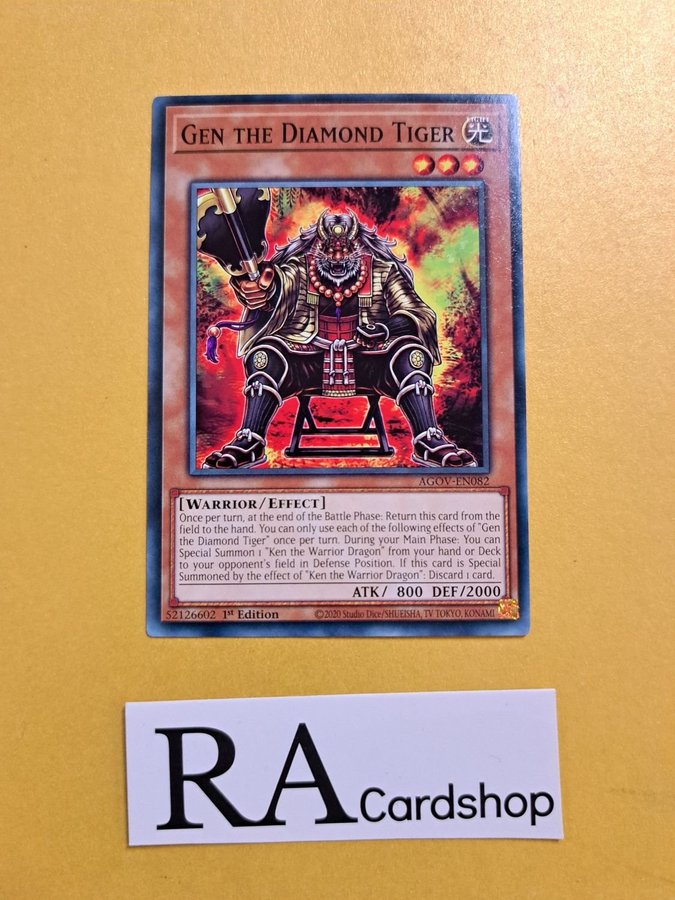 Gen the Diamond Tiger
LIGHT
光
AGOV-EN082
[Warrior/Effect]
Once per turn, at the end of the Battle Phase: Return this card from the
field to the hand. You can only use each of the following effects of "Gen
the Diamond Tiger" once per turn. During your Main Phase: You can
Special Summon 1 "Ken the Warrior Dragon" from your hand or Deck
to your opponent's field in Defense Position. If this card is Special
Summoned by the effect of "Ken the Warrior Dragon": Discard 1 card.
ATK/ 800 DEF/2000
52126602 1st Edition ©2020 Studio Dice/SHUEISHA, TV TOKYO, KONAMI
RA Cardshop